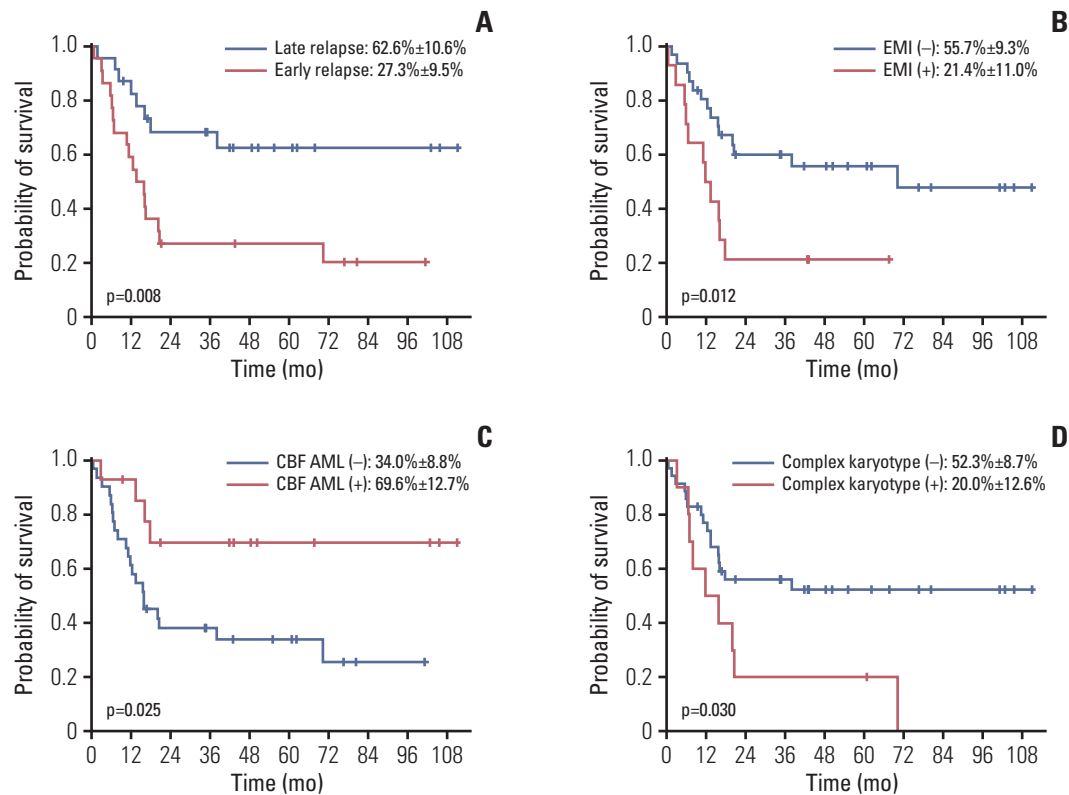 A
Late relapse: 62.6%±10.6%
Early relapse: 27.3%±9.5%
Probability of survival
1.0
0.8
0.6
0.4
0.2
0
p=0.008
0 12 24 36 48 60 72 84 96 108
Time (mo)
B
EMI (−): 55.7%±9.3%
EMI (+): 21.4%±11.0%
Probability of survival
1.0
0.8
0.6
0.4
0.2
0
p=0.012
0 12 24 36 48 60 72 84 96 108
Time (mo)
C
CBF AML (−): 34.0%±8.8%
CBF AML (+): 69.6%±12.7%
Probability of survival
1.0
0.8
0.6
0.4
0.2
0
p=0.025
0 12 24 36 48 60 72 84 96 108
Time (mo)
D
Complex karyotype (−): 52.3%±8.7%
Complex karyotype (+): 20.0%±12.6%
Probability of survival
1.0
0.8
0.6
0.4
0.2
0
p=0.030
0 12 24 36 48 60 72 84 96 108
Time (mo)